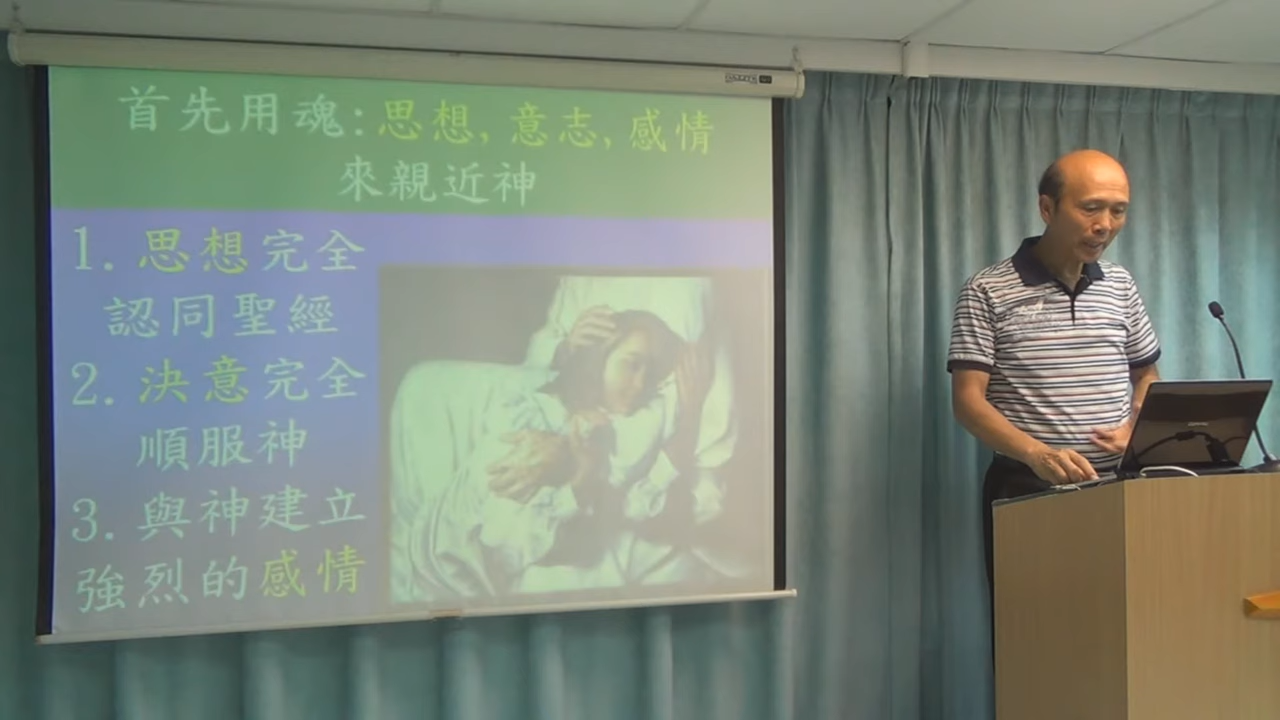 首先用魂:思想,意志,感情
來親近神
1.思想完全
認同聖經
2.決意完全
順服神
3.與神建立
強烈的感情